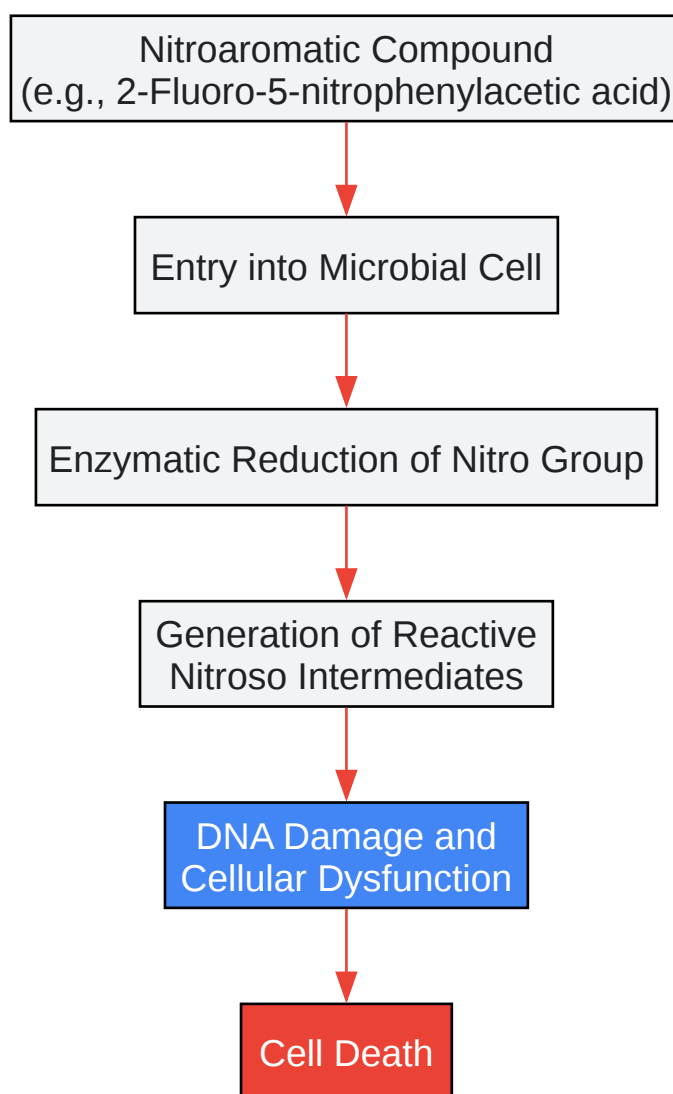 Nitroaromatic Compound
(e.g., 2-Fluoro-5-nitrophenylacetic acid)
Entry into Microbial Cell
Enzymatic Reduction of Nitro Group
Generation of Reactive
Nitroso Intermediates
DNA Damage and
Cellular Dysfunction
Cell Death